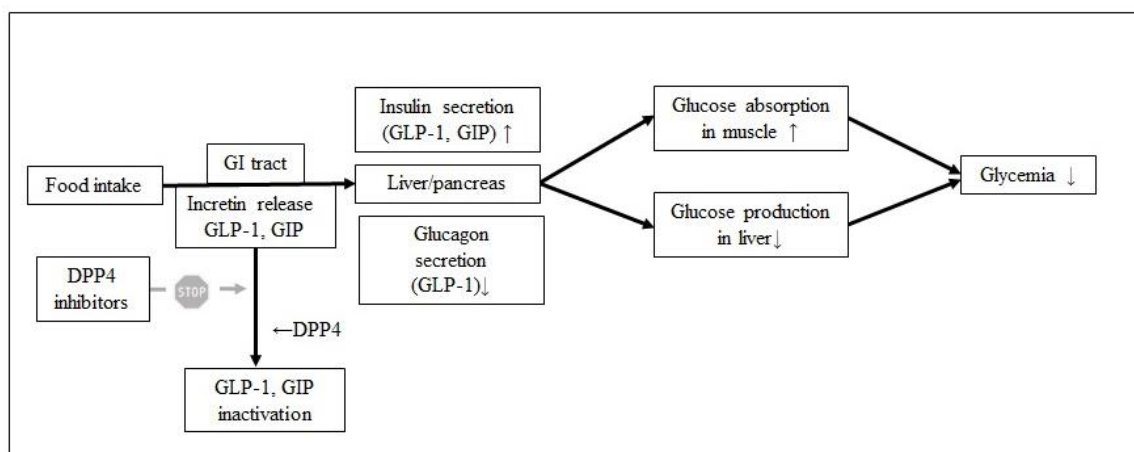 Insulin secretion
(GLP-1, GIP) ↑
Glucose absorption
in muscle ↑
GI tract
Food intake
Liver/pancreas
Glycemia ↓
Incretin release
GLP-1, GIP
Glucose production
in liver↓
Glucagon
secretion
(GLP-1)↓
DPP4
inhibitors
STOP
←DPP4
GLP-1, GIP
inactivation